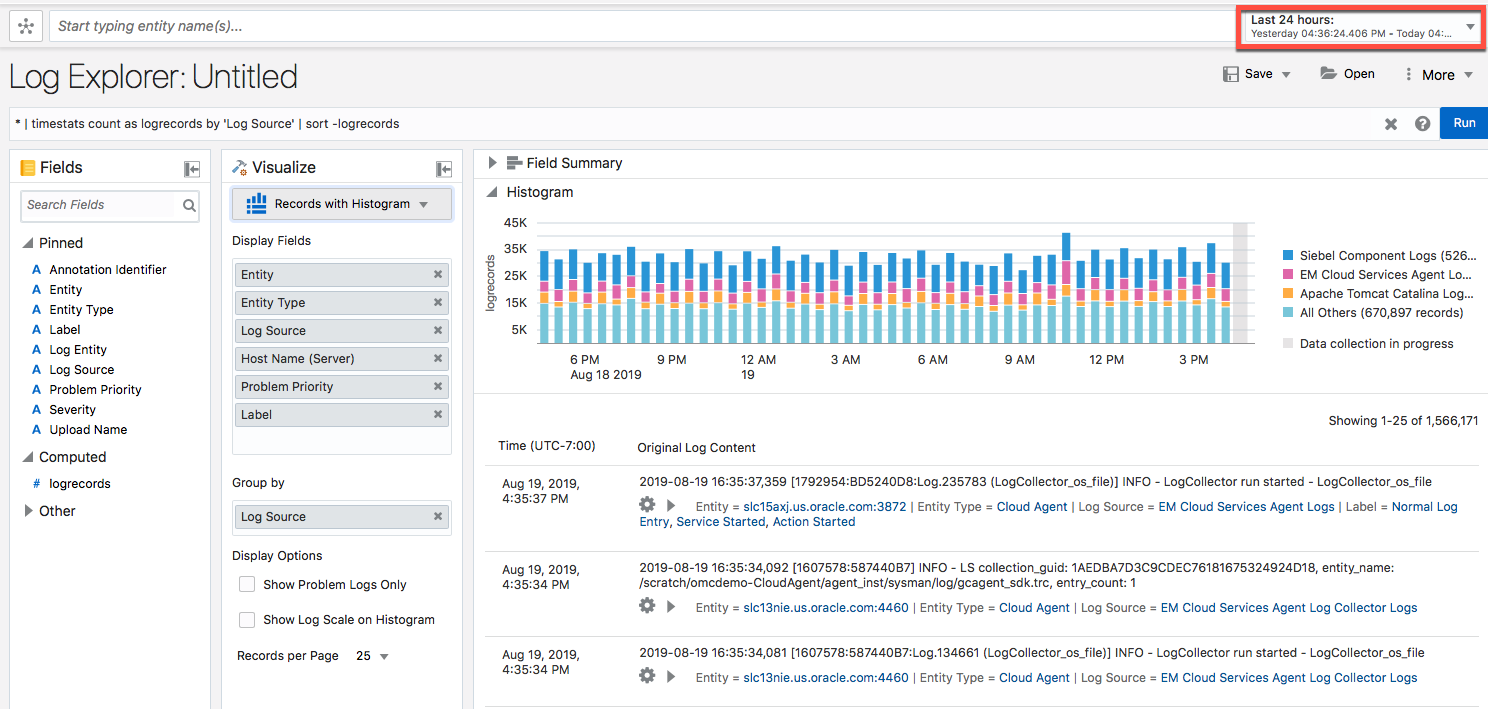 Start typing entity name(s)...
Last 24 hours:
Yesterday 04:36:24.406 PM - Today 04:...
Log Explorer: Untitled
Save
Open
More
* | timestats count as logrecords by 'Log Source' | sort -logrecords
Run
Fields
Search Fields
Pinned
A Annotation Identifier
A Entity
A Entity Type
A Label
A Log Entity
A Log Source
A Problem Priority
A Severity
A Upload Name
Computed
# logrecords
Other
Visualize
Records with Histogram
Display Fields
Entity
Entity Type
Log Source
Host Name (Server)
Problem Priority
Label
Group by
Log Source
Display Options
Show Problem Logs Only
Show Log Scale on Histogram
Records per Page 25
Field Summary
Histogram
45K
35K
25K
15K
5K
logrecords
6 PM 9 PM 12 AM 3 AM 6 AM 9 AM 12 PM 3 PM
Aug 18 2019 19
Siebel Component Logs (526...
EM Cloud Services Agent Lo...
Apache Tomcat Catalina Log...
All Others (670,897 records)
Data collection in progress
Showing 1-25 of 1,566,171
Time (UTC-7:00) Original Log Content
Aug 19, 2019,
4:35:37 PM
2019-08-19 16:35:37,359 [1792954:BD5240D8:Log.235783 (LogCollector_os_file)] INFO - LogCollector run started - LogCollector_os_file
Entity = slc15axj.us.oracle.com:3872 | Entity Type = Cloud Agent | Log Source = EM Cloud Services Agent Logs | Label = Normal Log
Entry, Service Started, Action Started
Aug 19, 2019,
4:35:34 PM
2019-08-19 16:35:34,092 [1607578:587440B7] INFO - LS collection_guid: 1AEDBA7D3C9CDEC76181675324924D18, entity_name:
/scratch/omcdemo-CloudAgent/agent_inst/sysman/log/gcagent_sdk.trc, entry_count: 1
Entity = slc13nie.us.oracle.com:4460 | Entity Type = Cloud Agent | Log Source = EM Cloud Services Agent Log Collector Logs
Aug 19, 2019,
4:35:34 PM
2019-08-19 16:35:34,081 [1607578:587440B7:Log.134661 (LogCollector_os_file)] INFO - LogCollector run started - LogCollector_os_file
Entity = slc13nie.us.oracle.com:4460 | Entity Type = Cloud Agent | Log Source = EM Cloud Services Agent Log Collector Logs